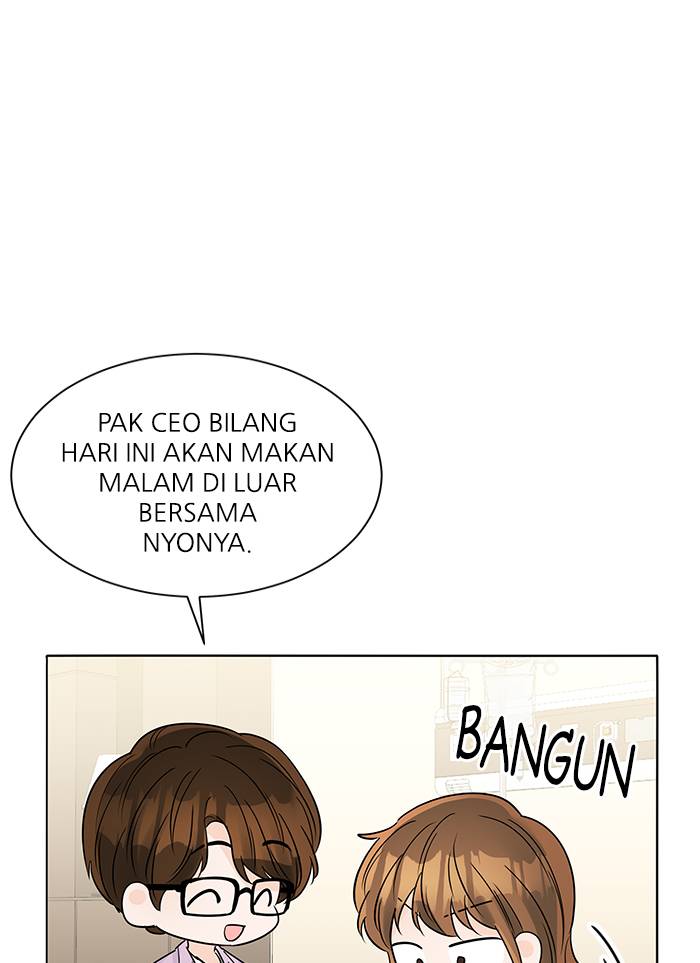 PAK CEO BILANG
HARI INI AKAN MAKAN
MALAM DI LUAR
BERSAMA
NYONYA.
BANGUN